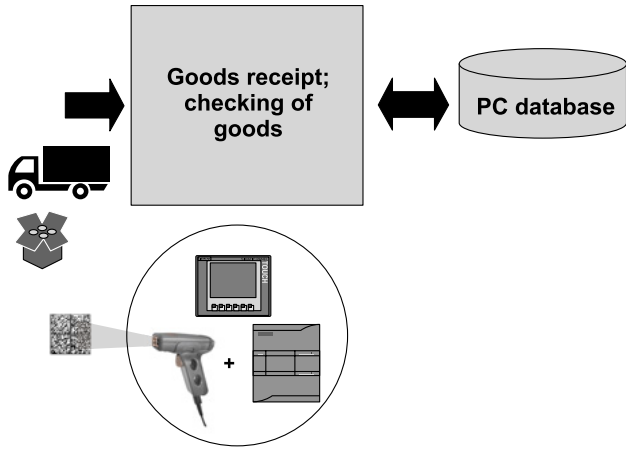 Goods receipt;
checking of
goods
PC database
TOUCH
+